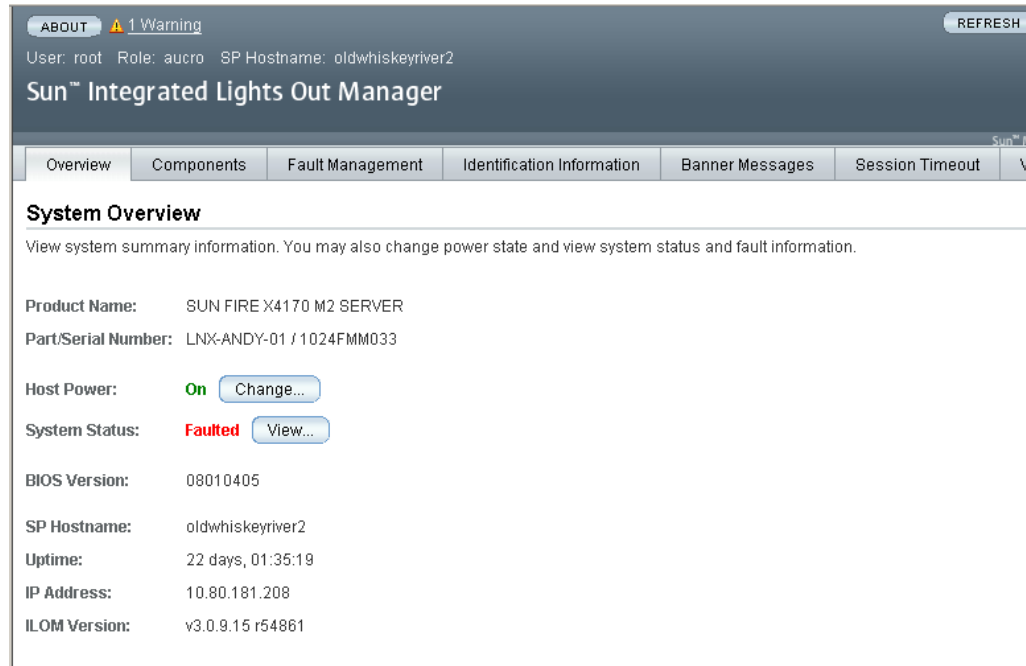 ABOUT 1 Warning REFRESH
User: root Role: aucro SP Hostname: oldwhiskeyriver2
Sun™ Integrated Lights Out Manager
Sun™
Overview Components Fault Management Identification Information Banner Messages Session Timeout
System Overview
View system summary information. You may also change power state and view system status and fault information.
Product Name: SUN FIRE X4170 M2 SERVER
Part/Serial Number: LNX-ANDY-01 / 1024FMM033
Host Power: On Change...
System Status: Faulted View...
BIOS Version: 08010405
SP Hostname: oldwhiskeyriver2
Uptime: 22 days, 01:35:19
IP Address: 10.80.181.208
ILOM Version: v3.0.9.15 r54861